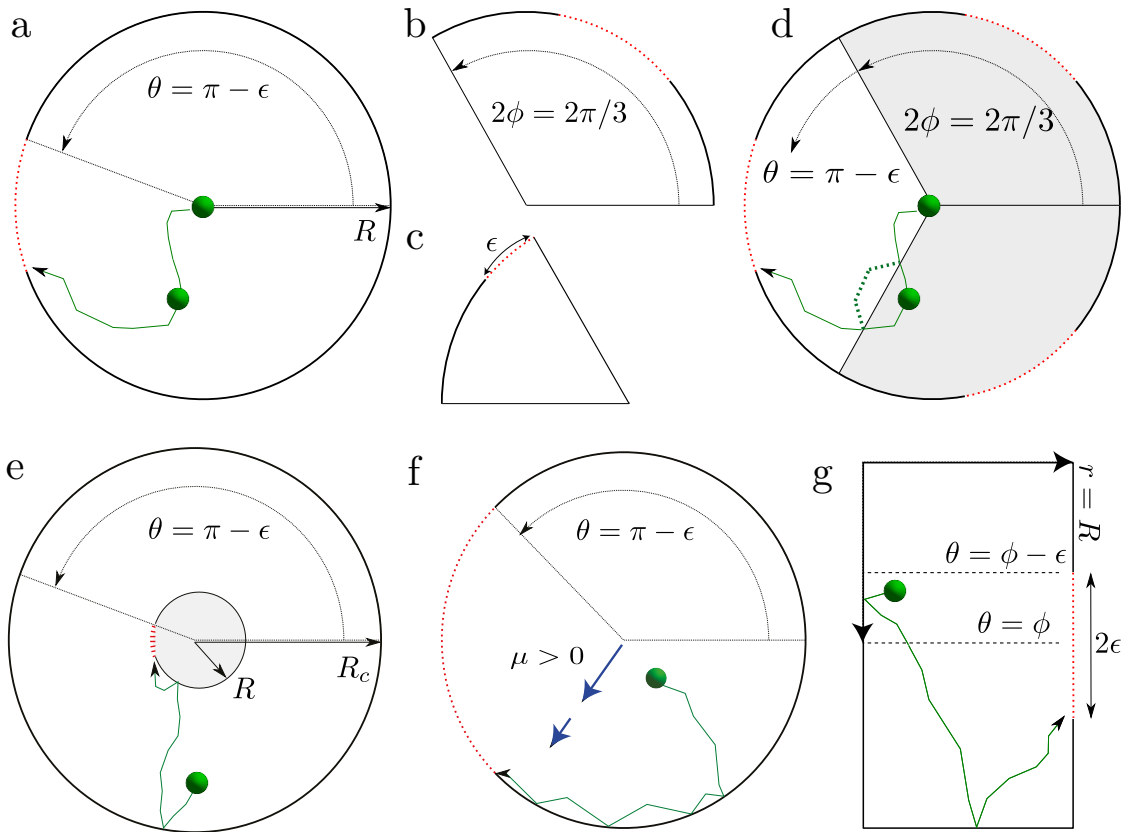 a
θ = π − ϵ
R
b
2ϕ = 2π/3
c
ϵ
d
2ϕ = 2π/3
θ = π − ϵ
e
θ = π − ϵ
R
R_c
f
θ = π − ϵ
μ > 0
g
r = R
θ = ϕ − ϵ
θ = ϕ
2ϵ